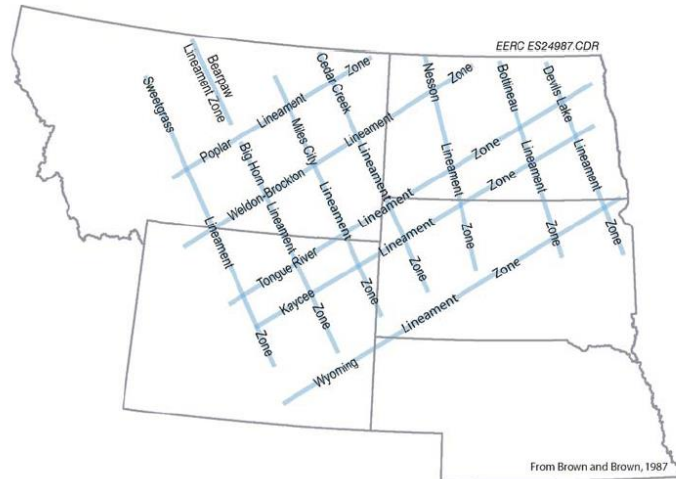 EERC ES24987.CDR
Bearpaw
Lineament Zone
Sweetgrass Lineament Zone
Big Horn Lineament Zone
Miles City Lineament Zone
Cedar Creek Lineament Zone
Nesson Lineament Zone
Bottineau Lineament Zone
Devils Lake Lineament Zone
Poplar Lineament Zone
Weldon-Brockton Lineament Zone
Tongue River Lineament Zone
Kaycee Lineament Zone
Wyoming Lineament Zone
From Brown and Brown, 1987